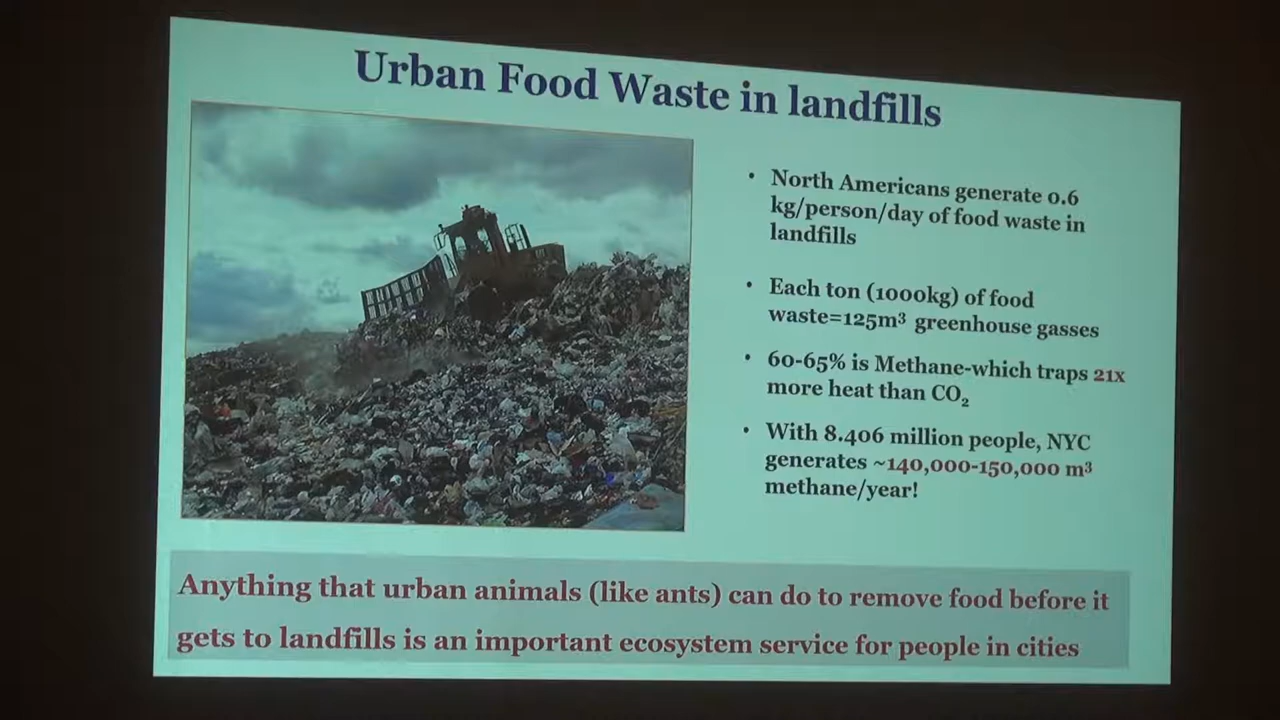 Urban Food Waste in landfills
• North Americans generate 0.6
kg/person/day of food waste in
landfills
• Each ton (1000kg) of food
waste=125m³ greenhouse gasses
• 60-65% is Methane-which traps 21x
more heat than CO₂
• With 8.406 million people, NYC
generates ~140,000-150,000 m³
methane/year!
Anything that urban animals (like ants) can do to remove food before it
gets to landfills is an important ecosystem service for people in cities